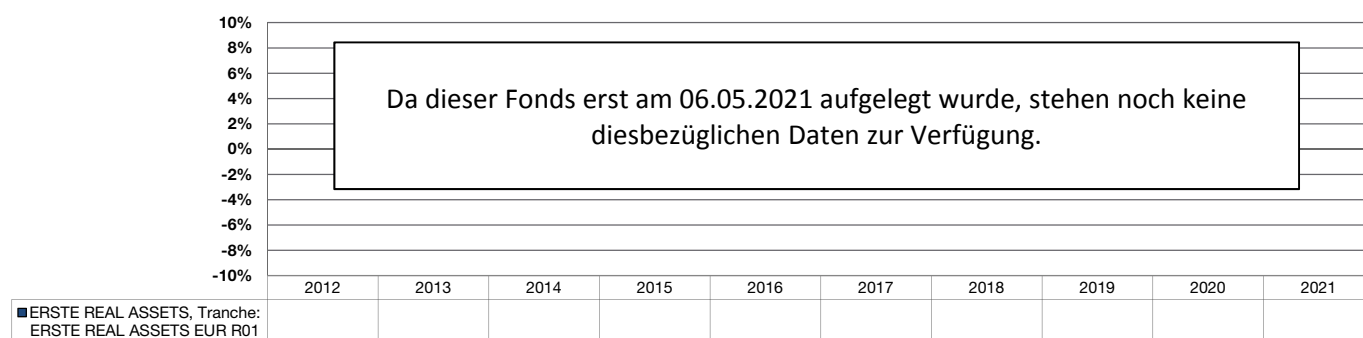 10%
8%
6%
4%
2%
0%
-2%
-4%
-6%
-8%
-10%
Da dieser Fonds erst am 06.05.2021 aufgelegt wurde, stehen noch keine
diesbezüglichen Daten zur Verfügung.
2012 2013 2014 2015 2016 2017 2018 2019 2020 2021
ERSTE REAL ASSETS, Tranche:
ERSTE REAL ASSETS EUR R01